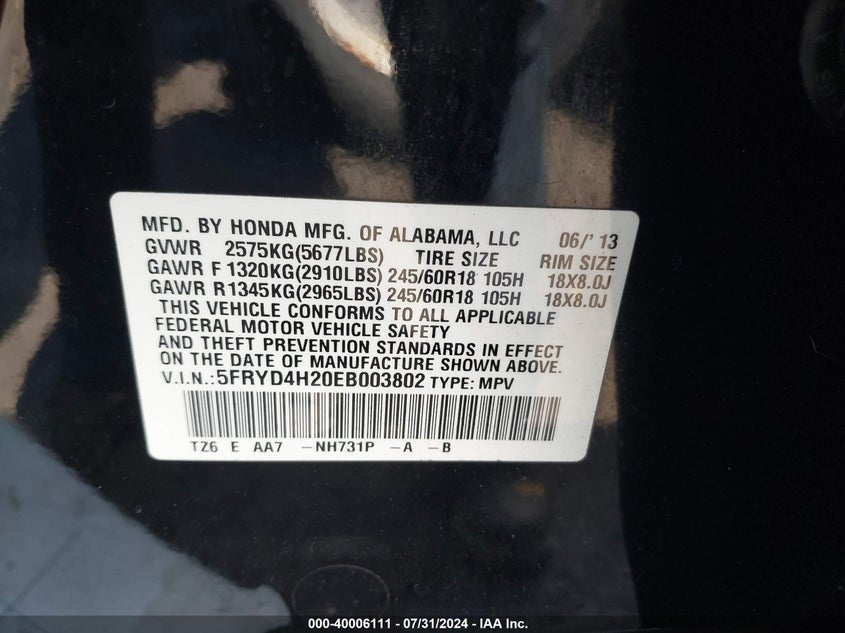 MFD. BY HONDA MFG. OF ALABAMA, LLC 06/' 13
GVWR 2575KG(5677LBS) TIRE SIZE RIM SIZE
GAWR F 1320KG(2910LBS) 245/60R18 105H 18X8.0J
GAWR R1345KG(2965LBS) 245/60R18 105H 18X8.0J
THIS VEHICLE CONFORMS TO ALL APPLICABLE
FEDERAL MOTOR VEHICLE SAFETY
AND THEFT PREVENTION STANDARDS IN EFFECT
ON THE DATE OF MANUFACTURE SHOWN ABOVE.
V.I.N.: 5FRYD4H20EB003802 TYPE: MPV
TZ6 E AA7 -NH731P -A -B
000-40006111 - 07/31/2024 - IAA Inc.